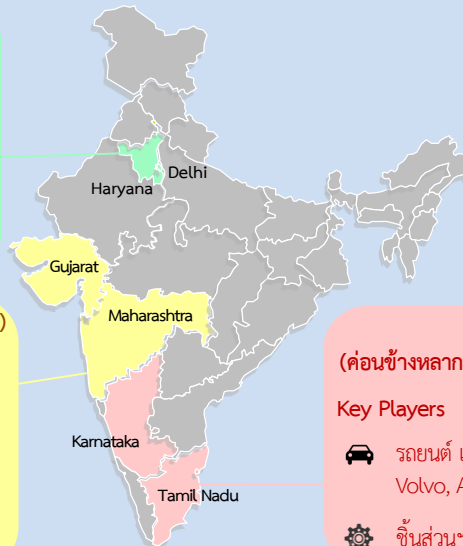 Delhi
Haryana
Gujarat
Maharashtra
)
(ค่อนข้างหลาก
Key Players
Karnataka
รถยนต์
Volvo,
Tamil Nadu
ชิ้นส่วน